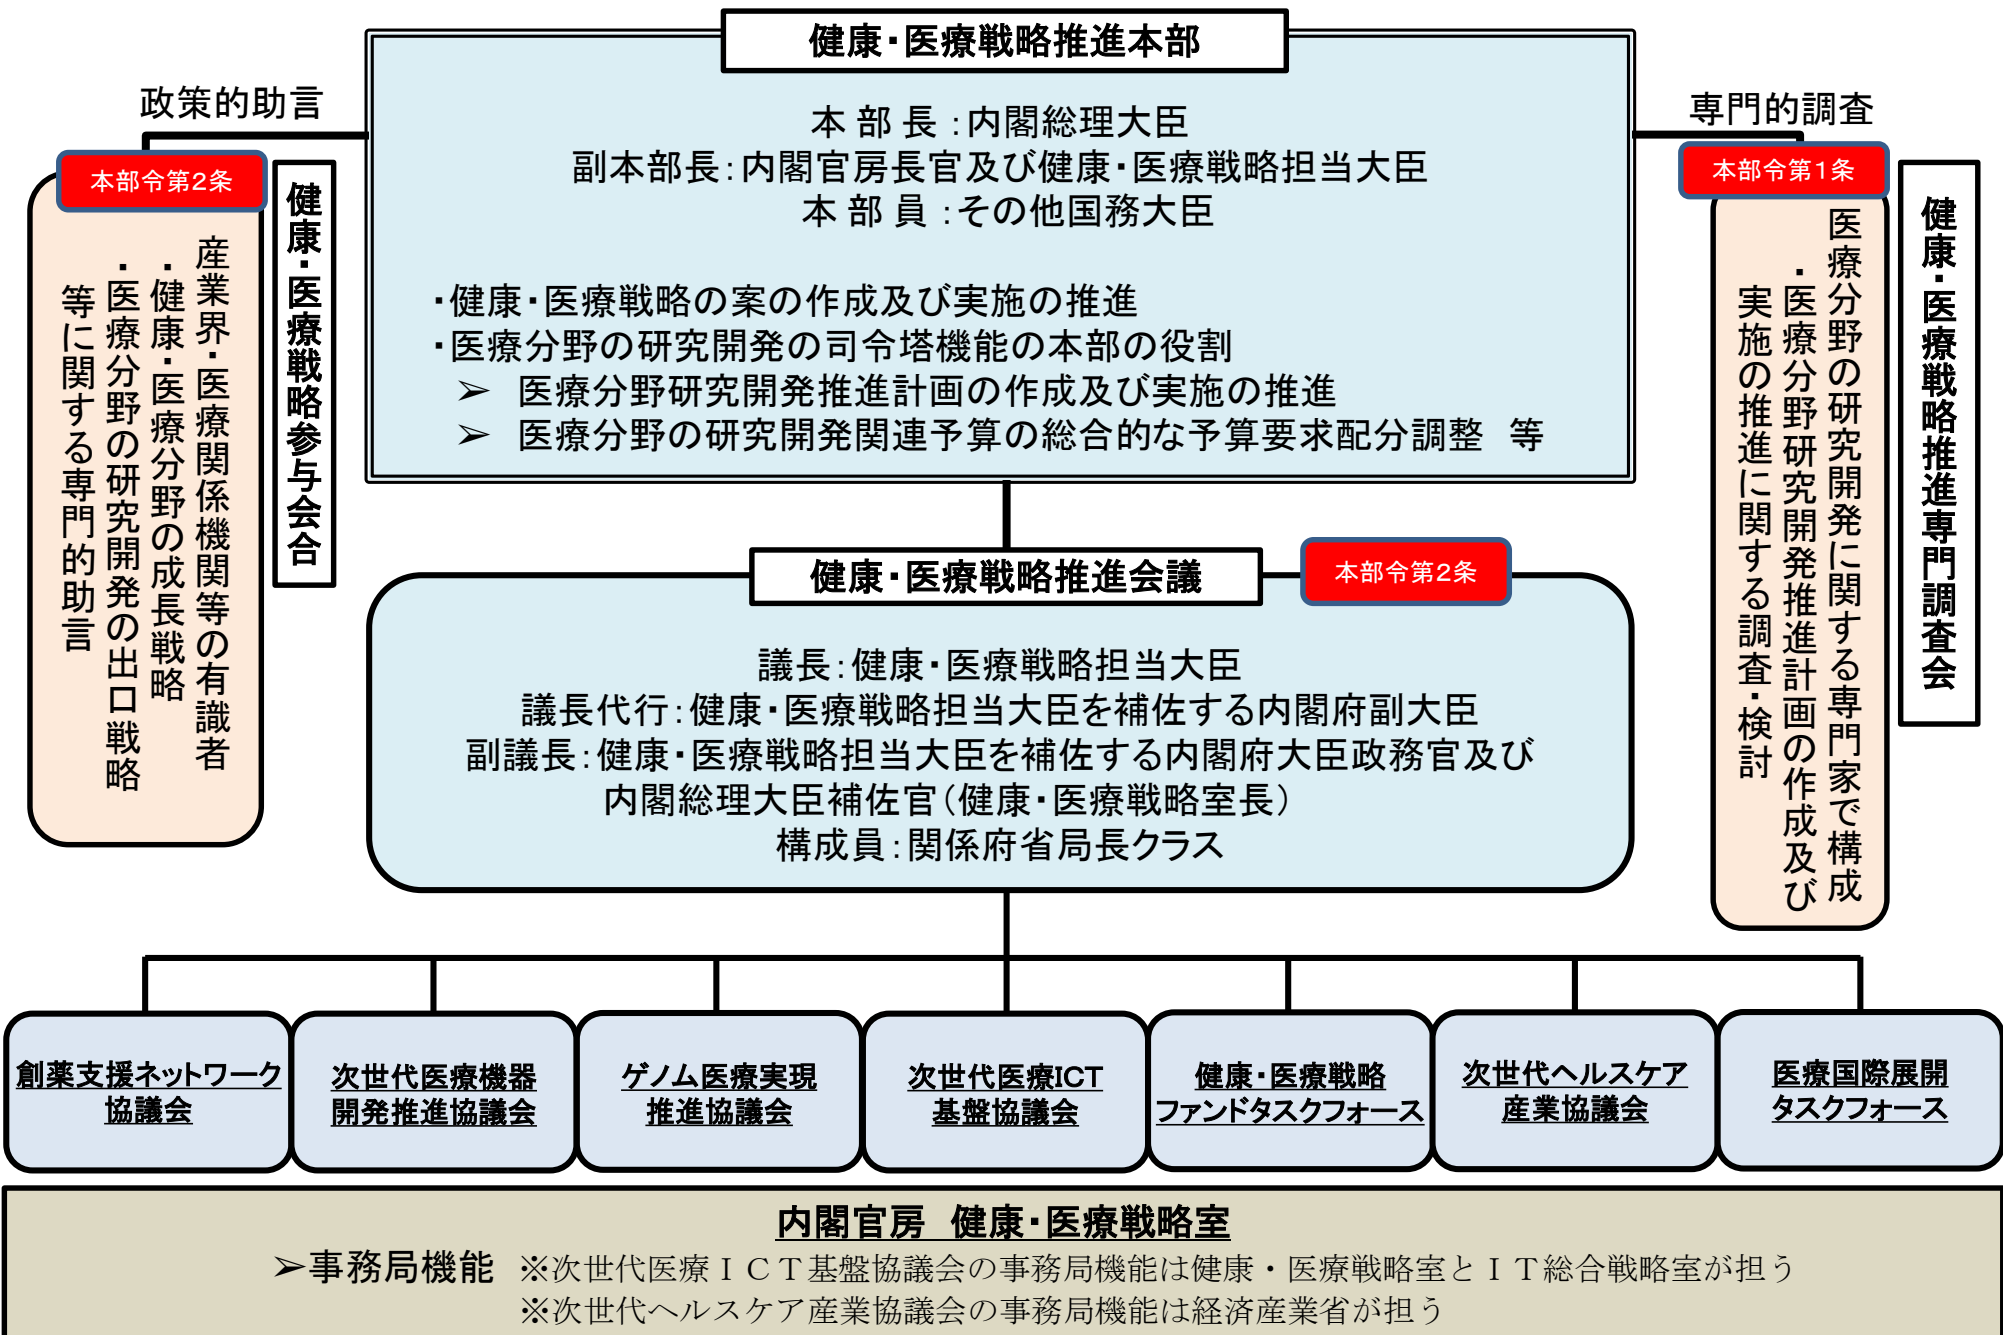 健康・医療戦略推進本部
本 部 長 ：内閣総理大臣
副本部長：内閣官房長官及び健康・医療戦略担当大臣
本 部 員 ：その他国務大臣
・健康・医療戦略の案の作成及び実施の推進
・医療分野の研究開発の司令塔機能の本部の役割
➢ 医療分野研究開発推進計画の作成及び実施の推進
➢ 医療分野の研究開発関連予算の総合的な予算要求配分調整　等
政策的助言
本部令第２条
健康・医療戦略参与会合
産業界・医療関係機関等の有識者
・健康・医療分野の成長戦略
・医療分野の研究開発の出口戦略
等に関する専門的助言
専門的調査
本部令第１条
健康・医療戦略推進専門調査会
医療分野の研究開発に関する専門家で構成
・医療分野研究開発推進計画の作成及び
実施の推進に関する調査・検討
健康・医療戦略推進会議
本部令第２条
議長：健康・医療戦略担当大臣
議長代行：健康・医療戦略担当大臣を補佐する内閣府副大臣
副議長：健康・医療戦略担当大臣を補佐する内閣府大臣政務官及び
内閣総理大臣補佐官（健康・医療戦略室長）
構成員：関係府省局長クラス
創薬支援ネットワーク
協議会
次世代医療機器
開発推進協議会
ゲノム医療実現
推進協議会
次世代医療ICT
基盤協議会
健康・医療戦略
ファンドタスクフォース
次世代ヘルスケア
産業協議会
医療国際展開
タスクフォース
内閣官房　健康・医療戦略室
➢事務局機能　※次世代医療ＩＣＴ基盤協議会の事務局機能は健康・医療戦略室とＩＴ総合戦略室が担う
※次世代ヘルスケア産業協議会の事務局機能は経済産業省が担う